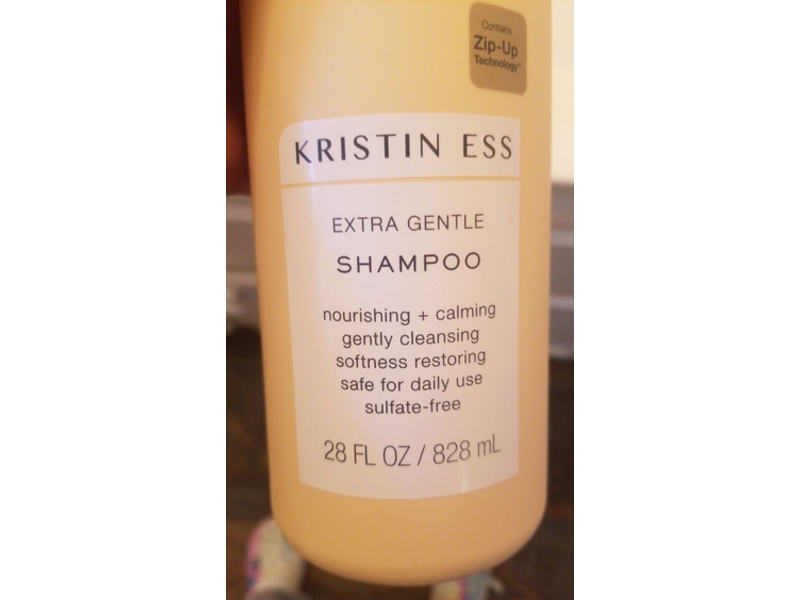 Contains
Zip-Up
Technology™
KRISTIN ESS
EXTRA GENTLE
SHAMPOO
nourishing + calming
gently cleansing
softness restoring
safe for daily use
sulfate-free
28 FL OZ / 828 mL